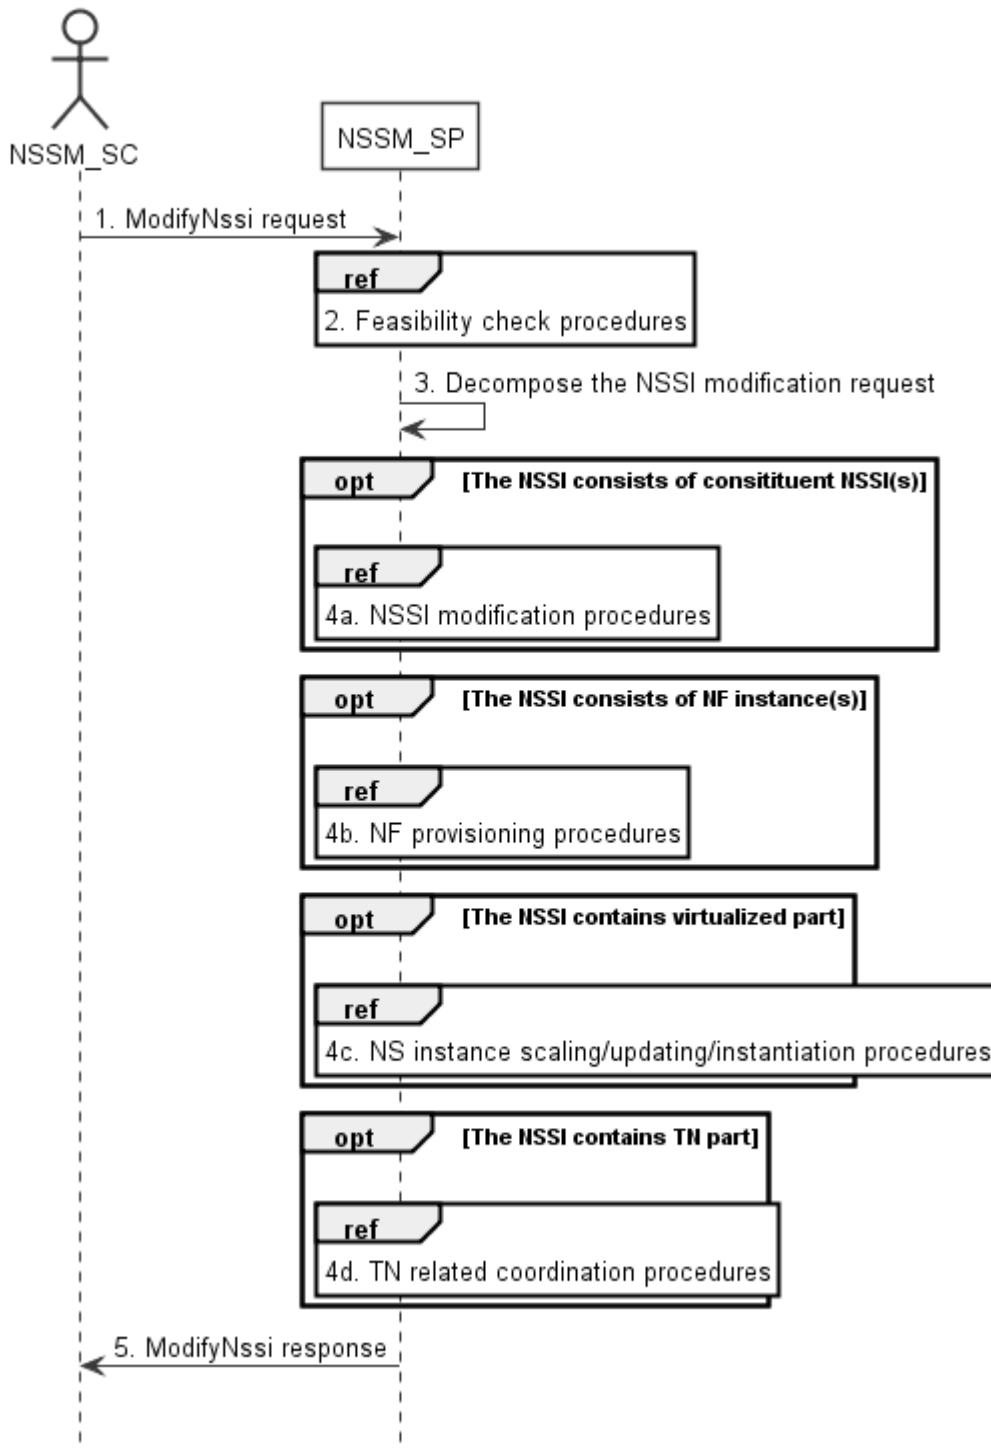 NSSM_SC
NSSM_SP
1. ModifyNssi request
ref
2. Feasibility check procedures
3. Decompose the NSSI modification request
opt [The NSSI consists of consitituent NSSI(s)]
ref
4a. NSSI modification procedures
opt [The NSSI consists of NF instance(s)]
ref
4b. NF provisioning procedures
opt [The NSSI contains virtualized part]
ref
4c. NS instance scaling/updating/instantiation procedures
opt [The NSSI contains TN part]
ref
4d. TN related coordination procedures
5. ModifyNssi response